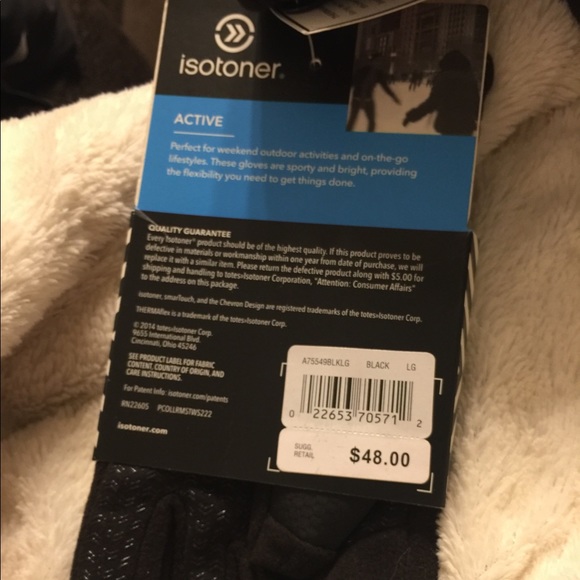 isotoner®
ACTIVE
Perfect for weekend outdoor activities and on-the-go
lifestyles. These gloves are sporty and bright, providing
the flexibility you need to get things done.
QUALITY GUARANTEE
Every Isotoner® product should be of the highest quality. If this product proves to be
defective in materials or workmanship within one year from date of purchase, we will
replace it with a similar item. Please return the defective product along with $5.00 for
shipping and handling to totes»Isotoner Corporation, "Attention: Consumer Affairs"
to the address on this package.
isotoner, smarTouch, and the Chevron Design are registered trademarks of the totes»Isotoner Corp.
THERMAflex is a trademark of the totes»Isotoner Corp.
© 2014 totes»Isotoner Corp.
9655 International Blvd.
Cincinnati, Ohio 45246
SEE PRODUCT LABEL FOR FABRIC
CONTENT, COUNTRY OF ORIGIN, AND
CARE INSTRUCTIONS.
For Patent Info: isotoner.com/patents
RN22605 PCOLLRMSTWS222
isotoner.com
A75549BLKLG BLACK LG
0 22653 70571 2
SUGG.
RETAIL $48.00